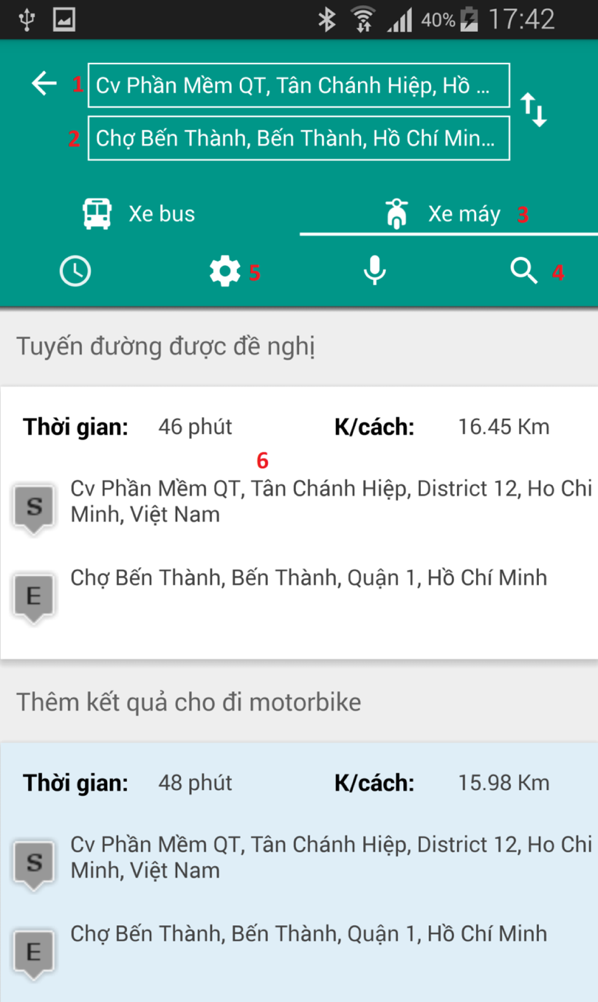 40% 17:42
1 Cv Phần Mềm QT, Tân Chánh Hiệp, Hồ ...
2 Chợ Bến Thành, Bến Thành, Hồ Chí Min...
Xe bus Xe máy 3
5 4
Tuyến đường được đề nghị
Thời gian: 46 phút K/cách: 16.45 Km
6
Cv Phần Mềm QT, Tân Chánh Hiệp, District 12, Ho Chi
S
Minh, Việt Nam
Chợ Bến Thành, Bến Thành, Quận 1, Hồ Chí Minh
E
Thêm kết quả cho đi motorbike
Thời gian: 48 phút K/cách: 15.98 Km
Cv Phần Mềm QT, Tân Chánh Hiệp, District 12, Ho Chi
S
Minh, Việt Nam
Chợ Bến Thành, Bến Thành, Quận 1, Hồ Chí Minh
E